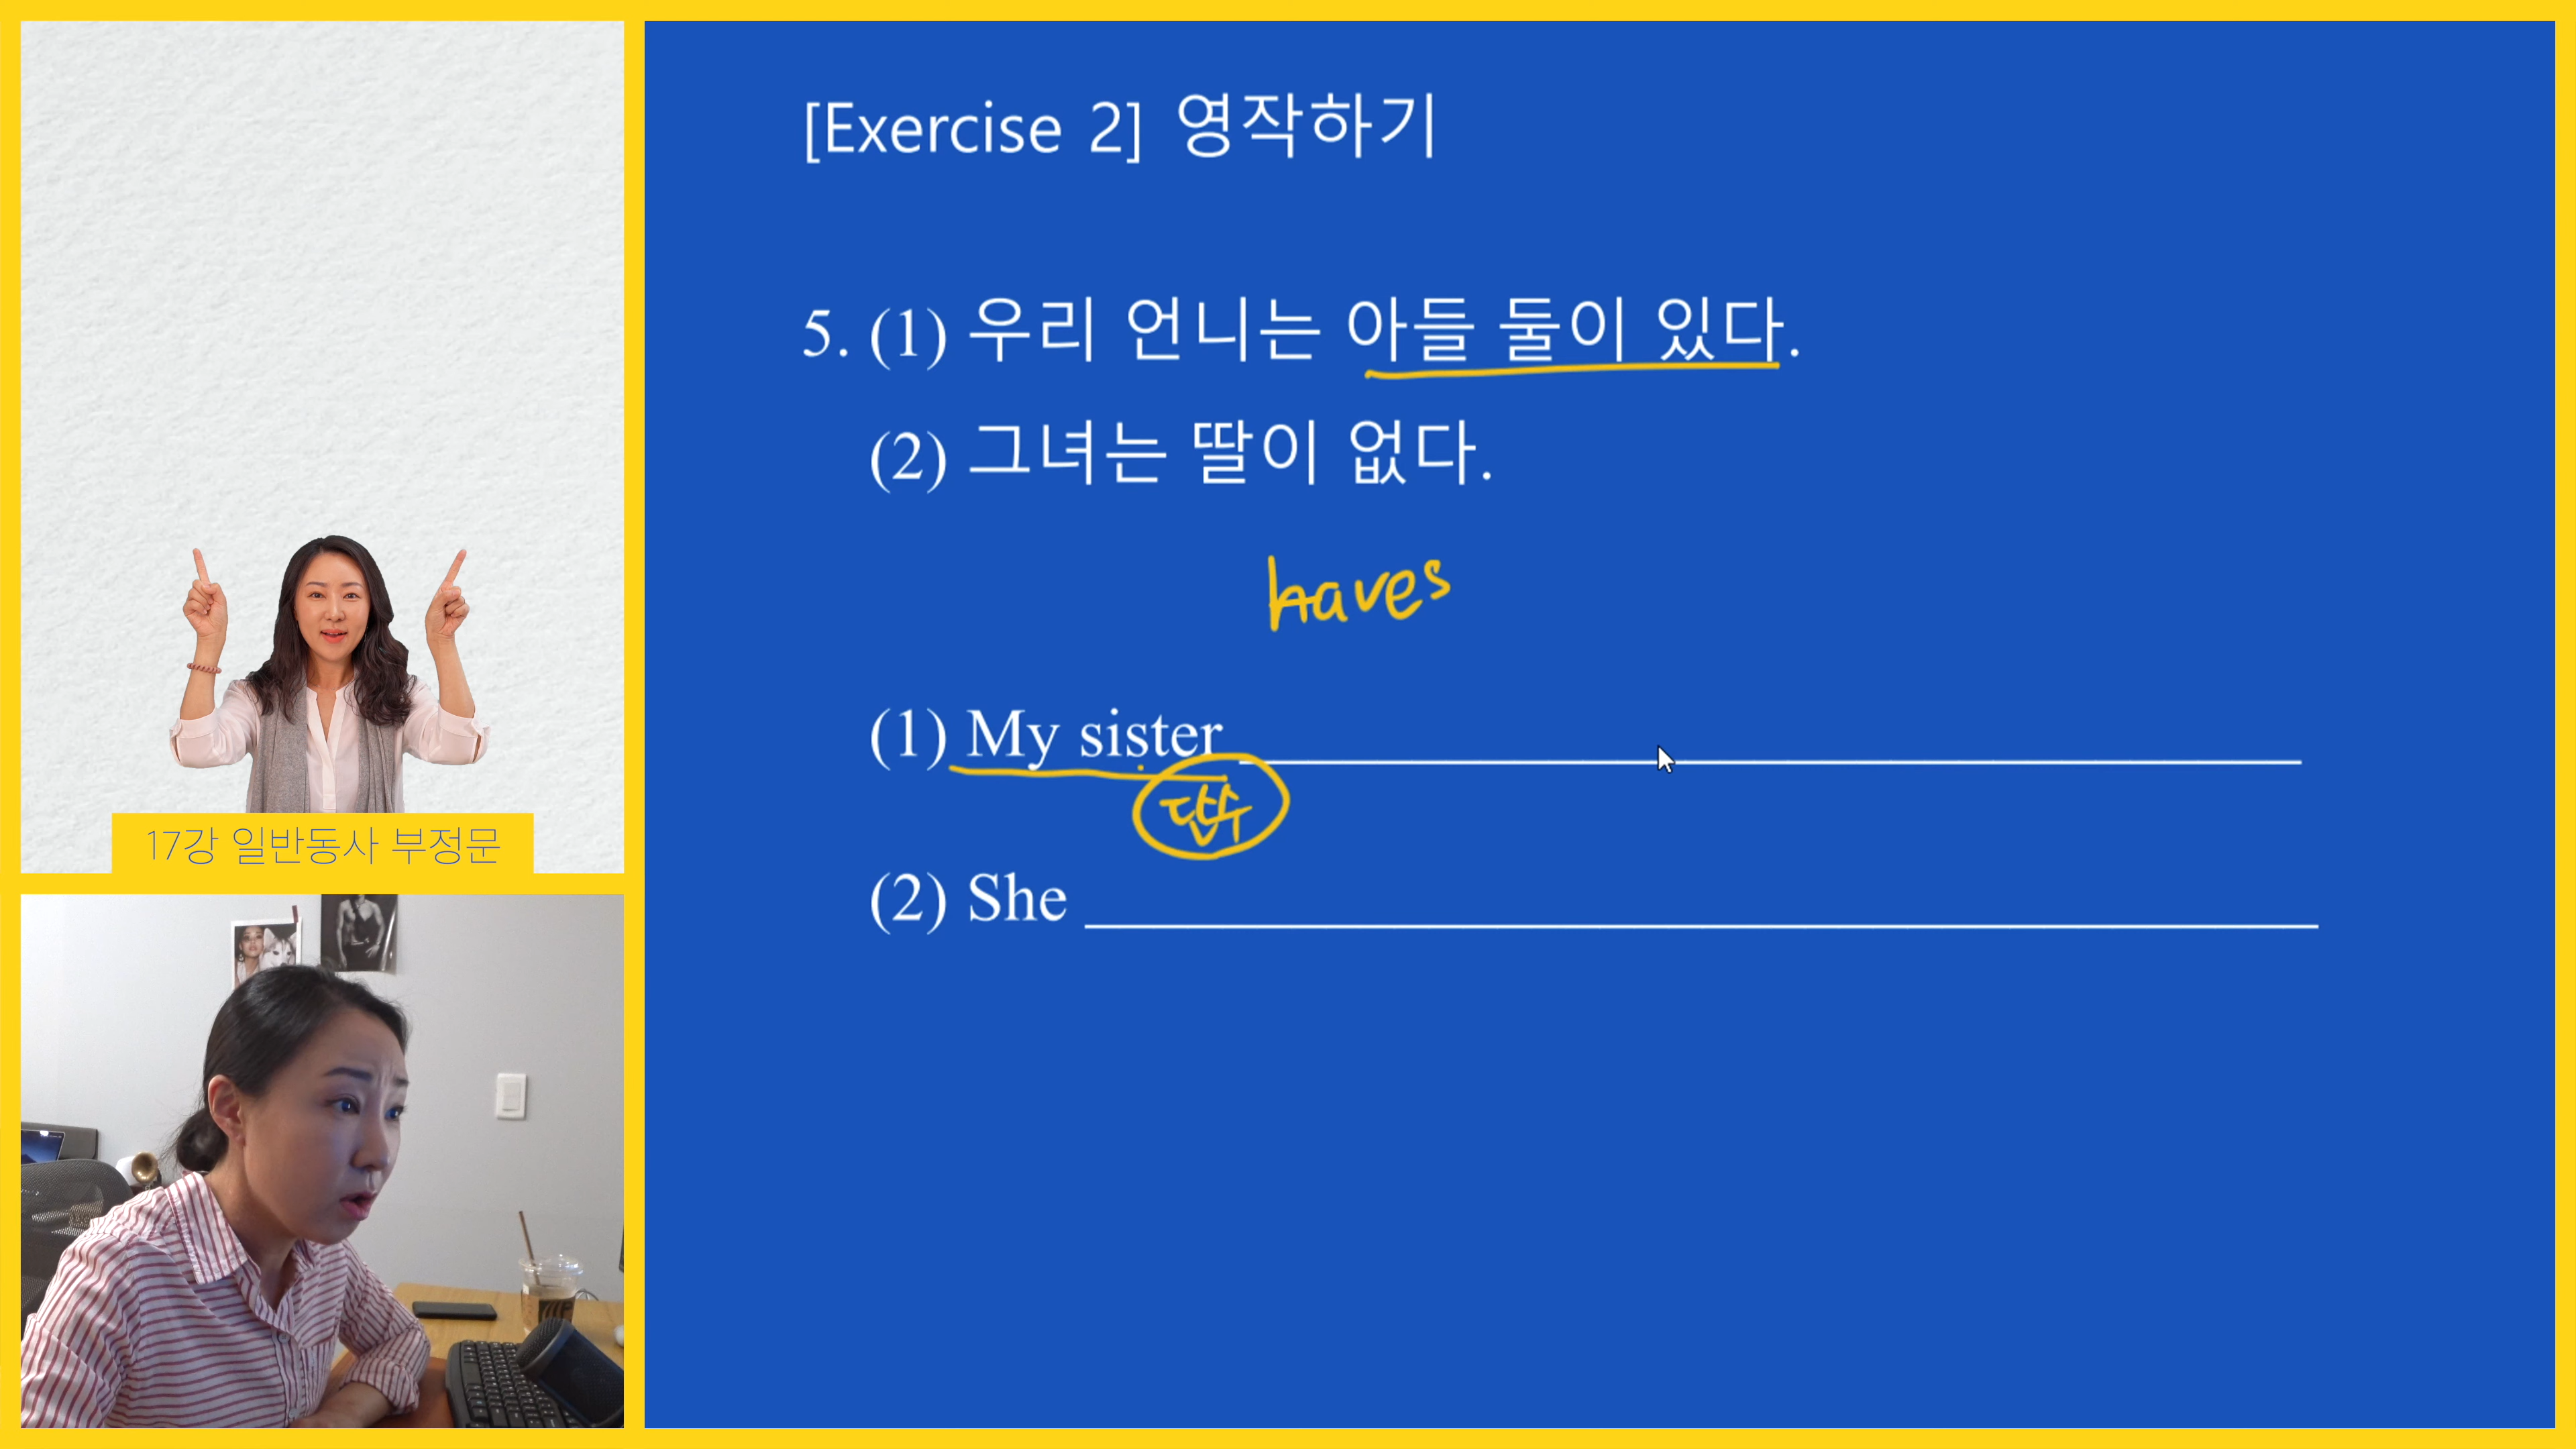 [Exercise 2] 영작하기
5. (1) 우리 언니는 아들 둘이 있다.
(2) 그녀는 딸이 없다.
haves
(1) My sister
단수
(2) She
17강 일반동사 부정문